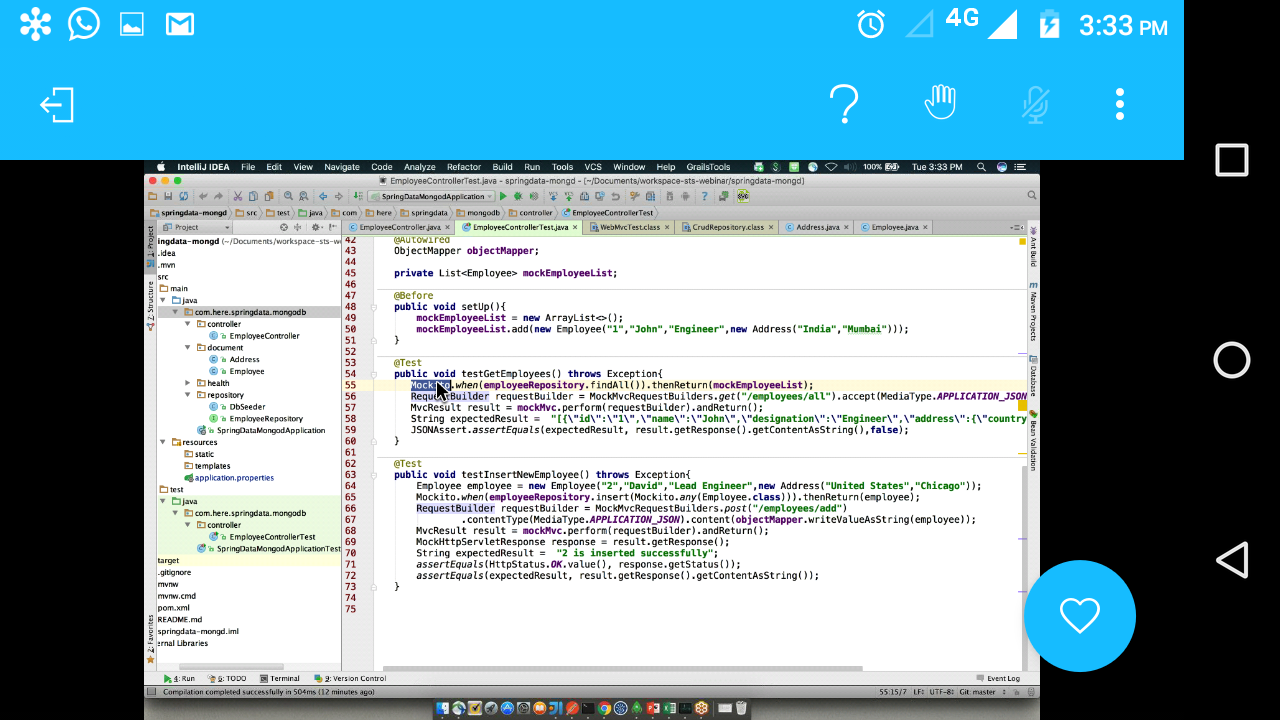 4G 3:33 PM
?
IntelliJ IDEA File Edit View Navigate Code Analyze Refactor Build Run Tools VCS Window Help GrailsTools 100% Tue 3:33 PM
EmployeeControllerTest.java - springdata-mongd - [~/Documents/workspace-sts-webinar/springdata-mongd]
SpringDataMongodApplication
springdata-mongd src test java com here springdata mongodb controller EmployeeControllerTest
Project EmployeeController.java EmployeeControllerTest.java WebMvcTest.class CrudRepository.class Address.java Employee.java
ingdata-mongd (~/Documents/workspace-sts-w
.idea
.mvn
src
main
java
com.here.springdata.mongodb
controller
EmployeeController
document
Address
Employee
health
repository
DbSeeder
EmployeeRepository
SpringDataMongodApplication
resources
static
templates
application.properties
test
java
com.here.springdata.mongodb
controller
EmployeeControllerTest
SpringDataMongodApplicationTest
target
.gitignore
mvnw
mvnw.cmd
pom.xml
README.md
springdata-mongd.iml
ernal Libraries
1: Project
7: Structure
2: Favorites
42 @Autowired
43 ObjectMapper objectMapper;
44
45 private List<Employee> mockEmployeeList;
46
47 @Before
48 public void setUp(){
49 mockEmployeeList = new ArrayList<>();
50 mockEmployeeList.add(new Employee("1","John","Engineer",new Address("India","Mumbai")));
51 }
52
53 @Test
54 public void testGetEmployees() throws Exception{
55 Mockito.when(employeeRepository.findAll()).thenReturn(mockEmployeeList);
56 RequestBuilder requestBuilder = MockMvcRequestBuilders.get("/employees/all").accept(MediaType.APPLICATION_JSON
57 MvcResult result = mockMvc.perform(requestBuilder).andReturn();
58 String expectedResult = "[{\"id\":\"1\",\"name\":\"John\",\"designation\":\"Engineer\",\"address\":{\"country
59 JSONAssert.assertEquals(expectedResult, result.getResponse().getContentAsString(),false);
60 }
61
62 @Test
63 public void testInsertNewEmployee() throws Exception{
64 Employee employee = new Employee("2","David","Lead Engineer",new Address("United States","Chicago"));
65 Mockito.when(employeeRepository.insert(Mockito.any(Employee.class))).thenReturn(employee);
66 RequestBuilder requestBuilder = MockMvcRequestBuilders.post("/employees/add")
67 .contentType(MediaType.APPLICATION_JSON).content(objectMapper.writeValueAsString(employee));
68 MvcResult result = mockMvc.perform(requestBuilder).andReturn();
69 MockHttpServletResponse response = result.getResponse();
70 String expectedResult = "2 is inserted successfully";
71 assertEquals(HttpStatus.OK.value(), response.getStatus());
72 assertEquals(expectedResult, result.getResponse().getContentAsString());
73 }
74
75
Ant Build
Maven Projects
Database
Bean Validation
4: Run 6: TODO Terminal 9: Version Control Event Log
Compilation completed successfully in 504ms (12 minutes ago) 55:15/7 LF: UTF-8: Git: master